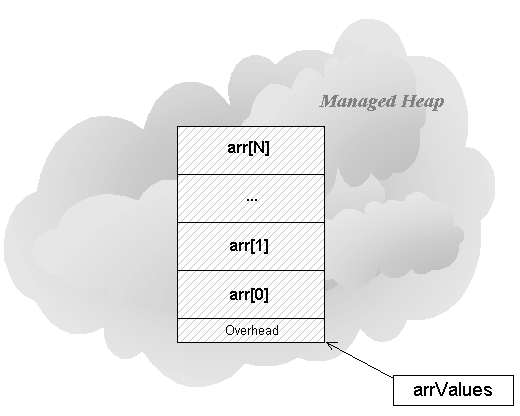 Managed Heap
arr[N]
...
arr[1]
arr[0]
Overhead
arrValues